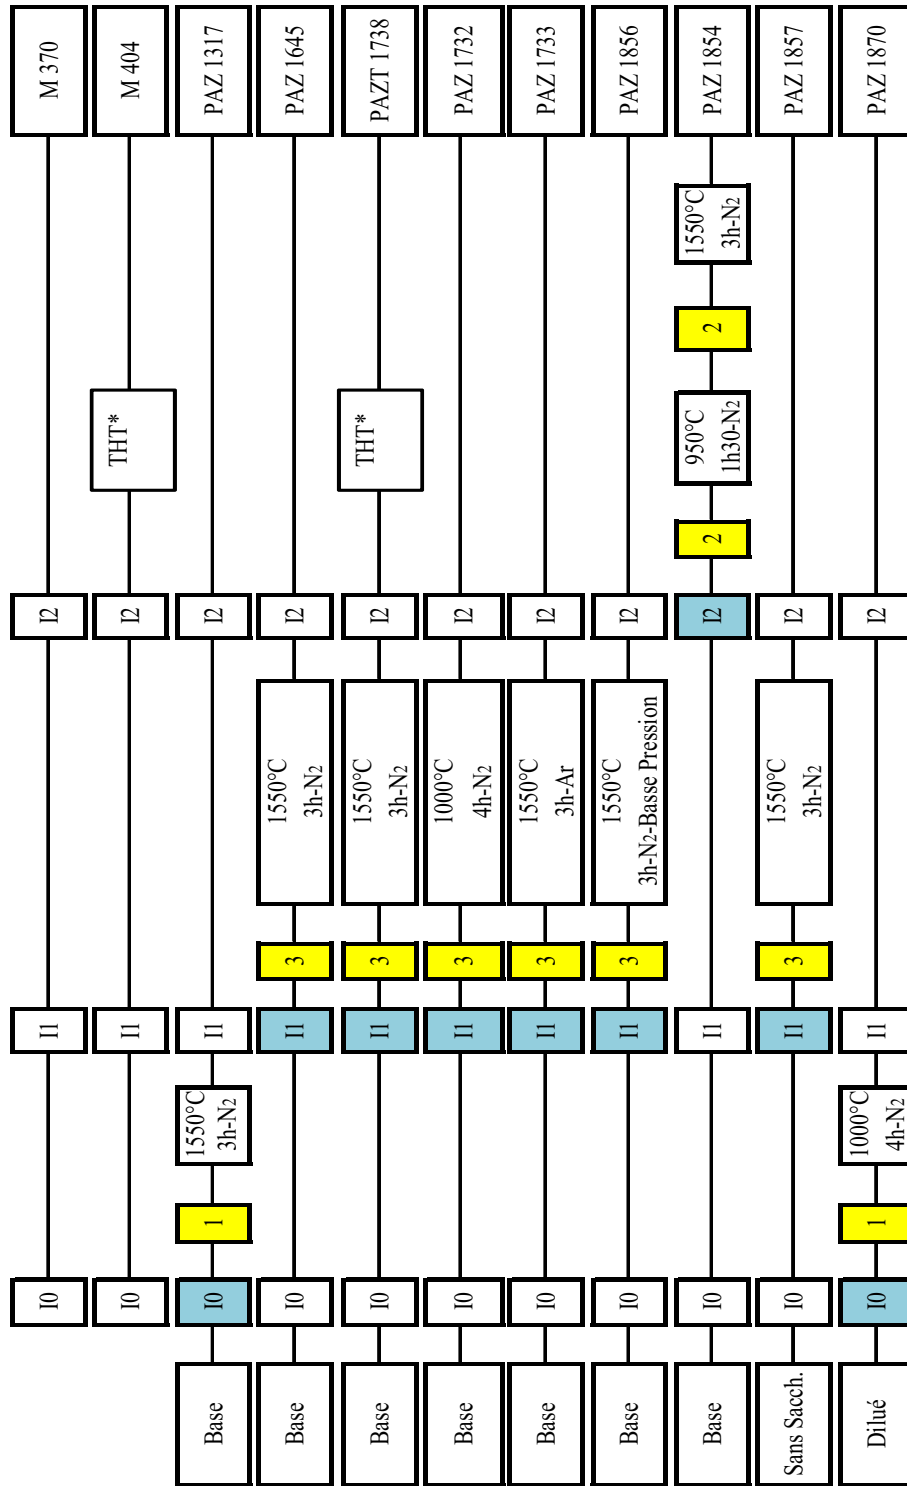 I0
I1
I2
M 370
I0
I1
I2
THT*
M 404
Base
I0
1
1550°C
3h-N2
I1
I2
PAZ 1317
Base
I0
I1
3
1550°C
3h-N2
I2
PAZ 1645
Base
I0
I1
3
1550°C
3h-N2
I2
THT*
PAZT 1738
Base
I0
I1
3
1000°C
4h-N2
I2
PAZ 1732
Base
I0
I1
3
1550°C
3h-Ar
I2
PAZ 1733
Base
I0
I1
3
1550°C
3h-N2-Basse Pression
I2
PAZ 1856
Base
I0
I1
I2
2
950°C
1h30-N2
2
1550°C
3h-N2
PAZ 1854
Sans Sacch.
I0
I1
3
1550°C
3h-N2
I2
PAZ 1857
Dilué
I0
1
1000°C
4h-N2
I1
I2
PAZ 1870